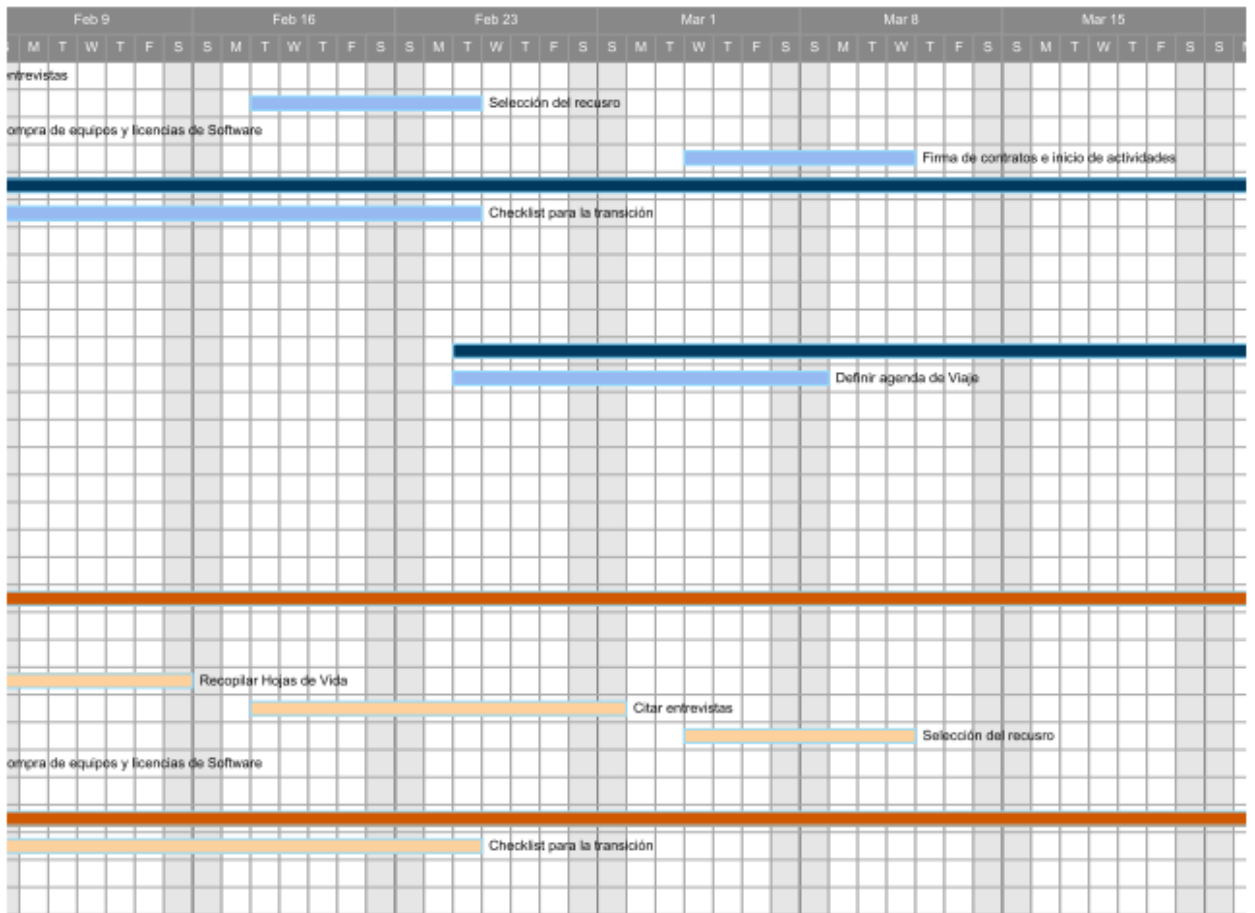 Feb 9 Feb 16 Feb 23 Mar 1 Mar 8 Mar 15
S M T W T F S S M T W T F S S M T W T F S S M T W T F S S M T W T F S S M T W T F S S
entrevistas
Selección del recusro
ompra de equipos y licencias de Software
Firma de contratos e inicio de actividades
Checklist para la transición
Definir agenda de Viaje
Recopilar Hojas de Vida
Citar entrevistas
Selección del recusro
ompra de equipos y licencias de Software
Checklist para la transición